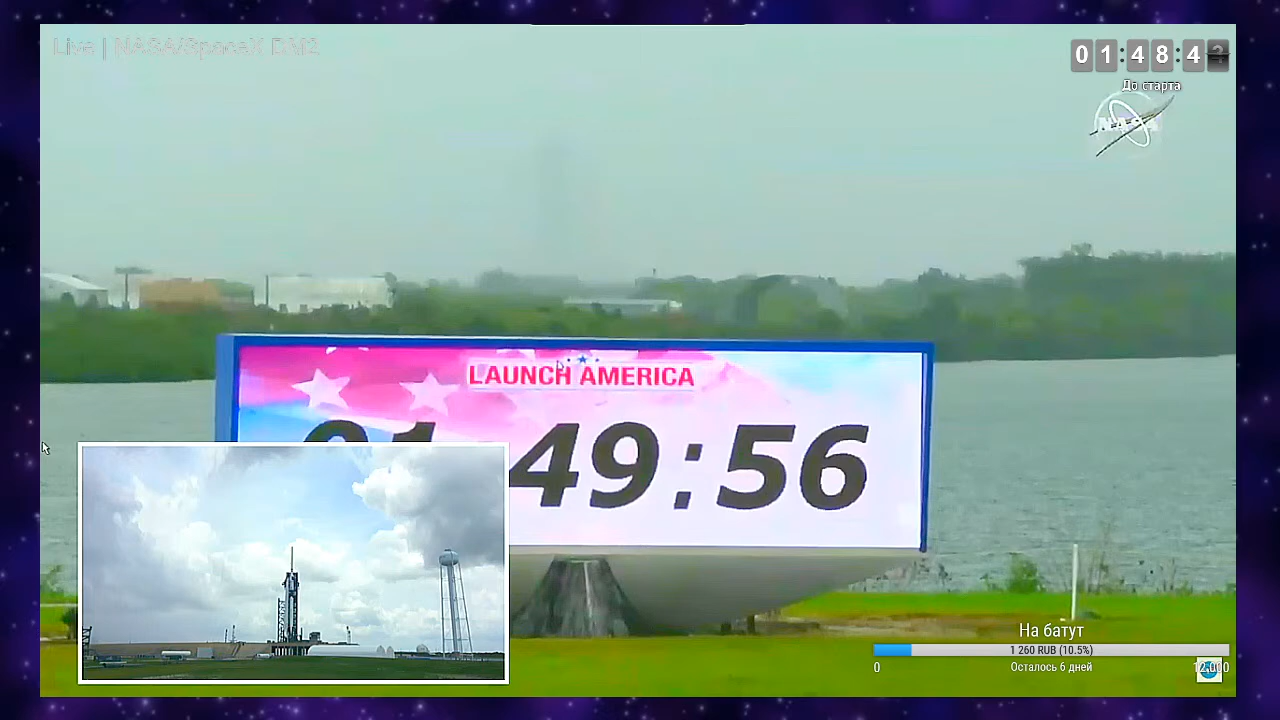 Live | NASA/SpaceX DM2
01:48:4
До старта
NASA
LAUNCH AMERICA
49:56
На батут
1 260 RUB (10.5%)
0
Осталось 6 дней